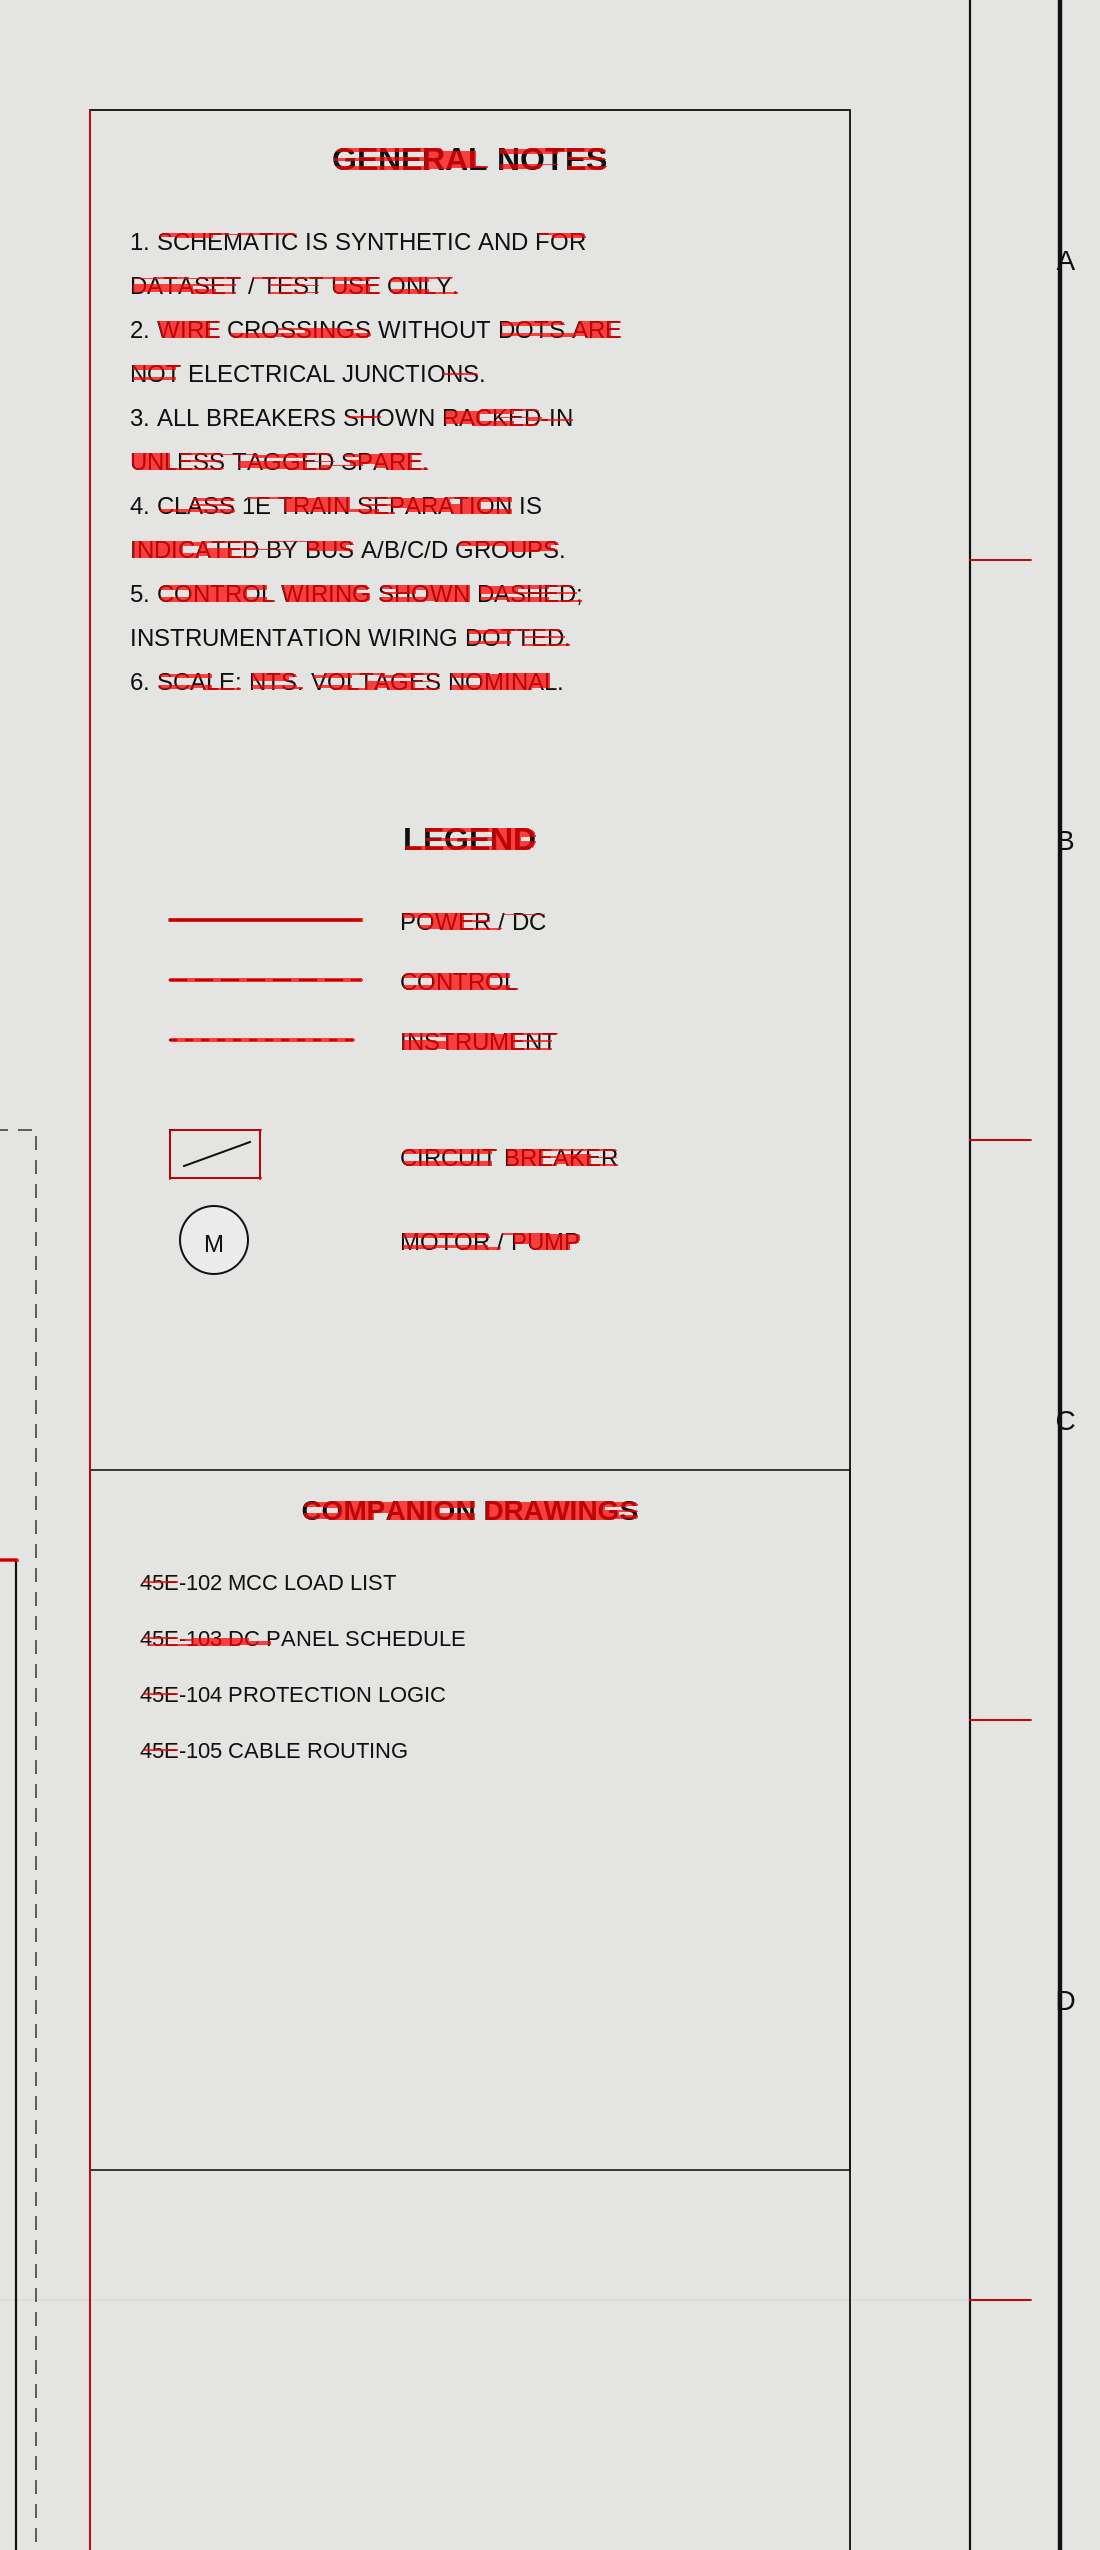 GENERAL NOTES
1. SCHEMATIC IS SYNTHETIC AND FOR
DATASET / TEST USE ONLY.
2. WIRE CROSSINGS WITHOUT DOTS ARE
NOT ELECTRICAL JUNCTIONS.
3. ALL BREAKERS SHOWN RACKED-IN
UNLESS TAGGED SPARE.
4. CLASS 1E TRAIN SEPARATION IS
INDICATED BY BUS A/B/C/D GROUPS.
5. CONTROL WIRING SHOWN DASHED;
INSTRUMENTATION WIRING DOTTED.
6. SCALE: NTS. VOLTAGES NOMINAL.
LEGEND
POWER / DC
CONTROL
INSTRUMENT
CIRCUIT BREAKER
M MOTOR / PUMP
COMPANION DRAWINGS
45E-102 MCC LOAD LIST
45E-103 DC PANEL SCHEDULE
45E-104 PROTECTION LOGIC
45E-105 CABLE ROUTING
A
B
C
D